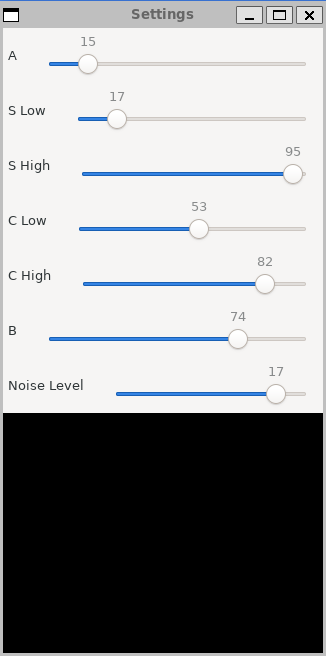 Settings
15
A
17
S Low
95
S High
53
C Low
82
C High
74
B
17
Noise Level